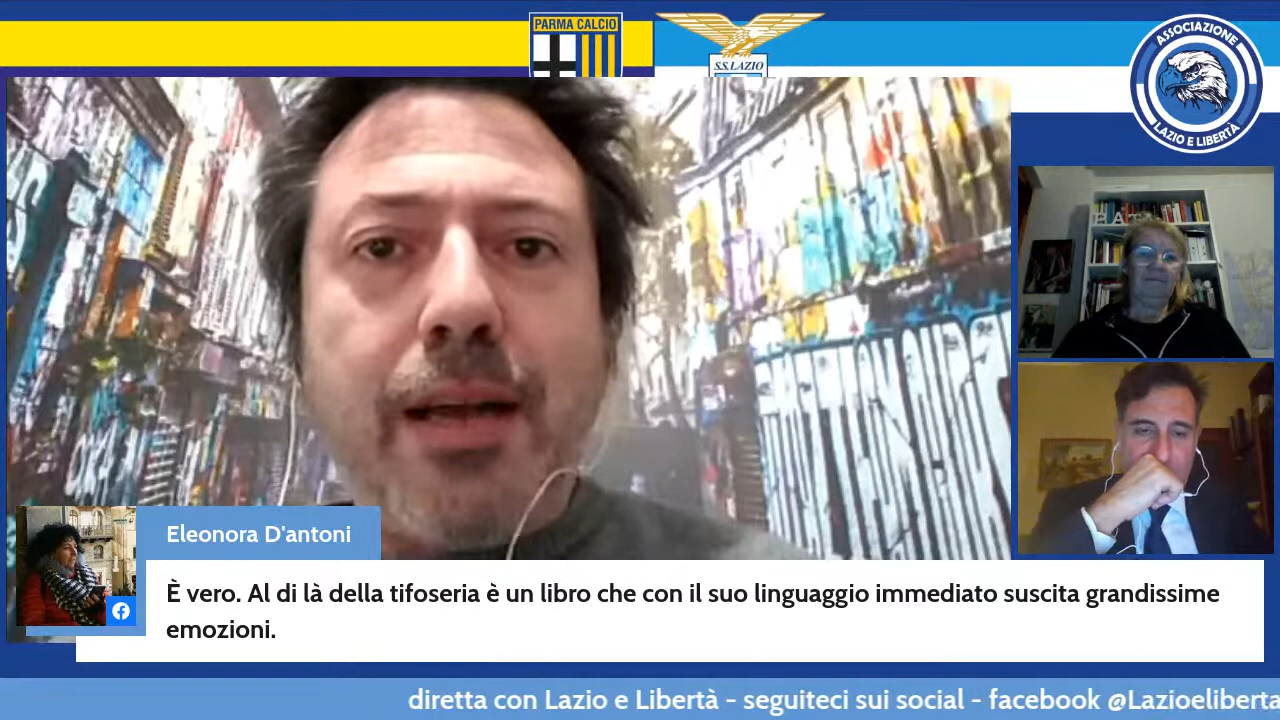 PARMA CALCIO
S.S. LAZIO
ASSOCIAZIONE
LAZIO E LIBERTÀ
Eleonora D'antoni
È vero. Al di là della tifoseria è un libro che con il suo linguaggio immediato suscita grandissime
emozioni.
diretta con Lazio e Libertà - seguiteci sui social - facebook @Lazioeliberta